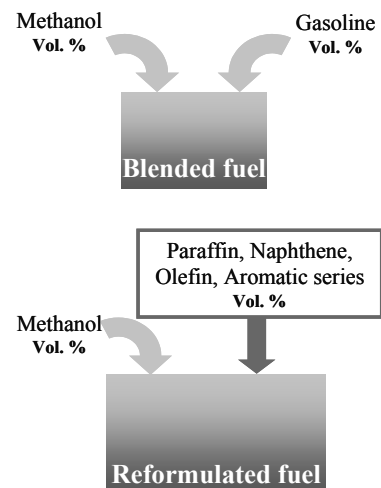 Methanol
Vol. %
Gasoline
Vol. %
Blended fuel
Paraffin, Naphthene,
Olefin, Aromatic series
Vol. %
Methanol
Vol. %
Reformulated fuel